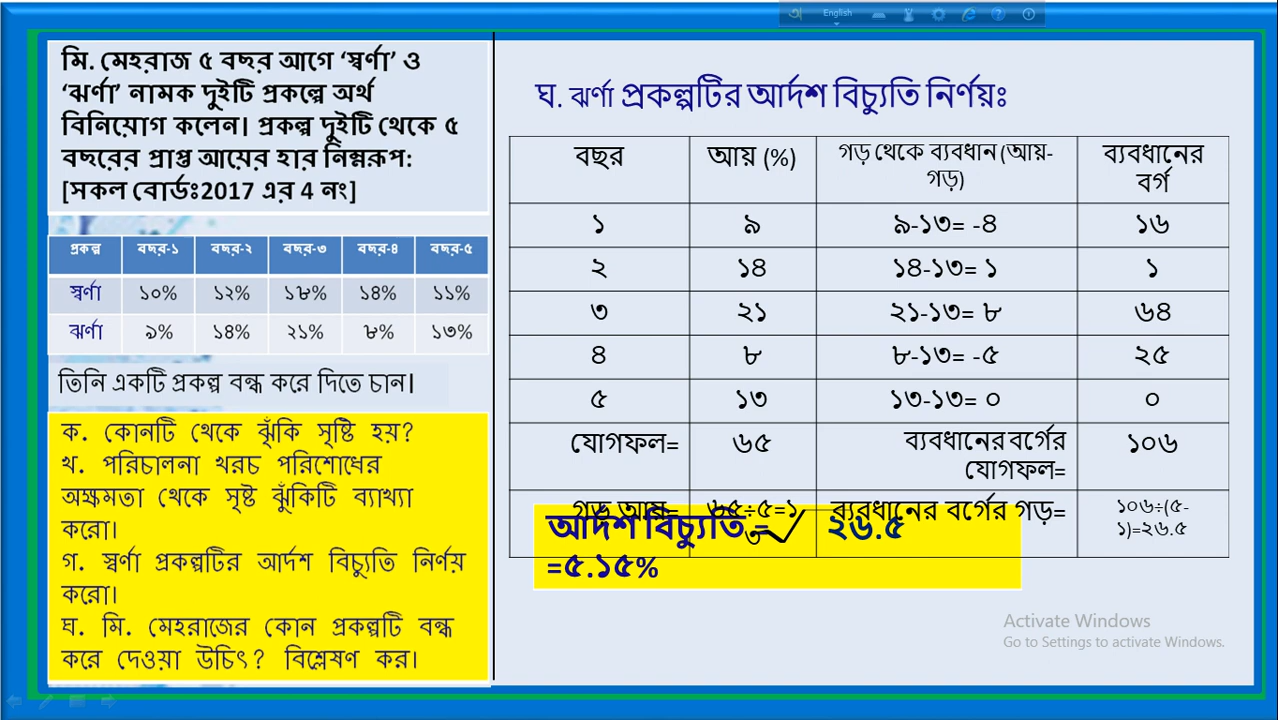 English
মি. মেহরাজ ৫ বছর আগে ‘স্বর্ণা’ ও
‘ঝর্ণা’ নামক দুইটি প্রকল্পে অর্থ
বিনিয়োগ কলেন। প্রকল্প দুইটি থেকে ৫
বছরের প্রাপ্ত আয়ের হার নিম্নরূপ:
[সকল বোর্ডঃ2017 এর 4 নং]
প্রকল্প বছর-১ বছর-২ বছর-৩ বছর-৪ বছর-৫
স্বর্ণা ১০% ১২% ১৮% ১৪% ১১%
ঝর্ণা ৯% ১৪% ২১% ৮% ১৩%
তিনি একটি প্রকল্প বন্ধ করে দিতে চান।
ক. কোনটি থেকে ঝুঁকি সৃষ্টি হয়?
খ. পরিচালনা খরচ পরিশোধের
অক্ষমতা থেকে সৃষ্ট ঝুঁকিটি ব্যাখ্যা
করো।
গ. স্বর্ণা প্রকল্পটির আর্দশ বিচ্যুতি নির্ণয়
করো।
ঘ. মি. মেহরাজের কোন প্রকল্পটি বন্ধ
করে দেওয়া উচিৎ? বিশ্লেষণ কর।
ঘ. ঝর্ণা প্রকল্পটির আর্দশ বিচ্যুতি নির্ণয়ঃ
বছর আয় (%) গড় থেকে ব্যবধান (আয়-
গড়) ব্যবধানের
বর্গ
১ ৯ ৯-১৩= -৪ ১৬
২ ১৪ ১৪-১৩= ১ ১
৩ ২১ ২১-১৩= ৮ ৬৪
৪ ৮ ৮-১৩= -৫ ২৫
৫ ১৩ ১৩-১৩= ০ ০
যোগফল= ৬৫ ব্যবধানের বর্গের
যোগফল= ১০৬
গড় আয়= ৬৫÷৫=১
৩ ব্যবধানের বর্গের গড়= ১০৬÷(৫-
১)=২৬.৫
আর্দশ বিচ্যুতি =√ ২৬.৫
=৫.১৫%
Activate Windows
Go to Settings to activate Windows.